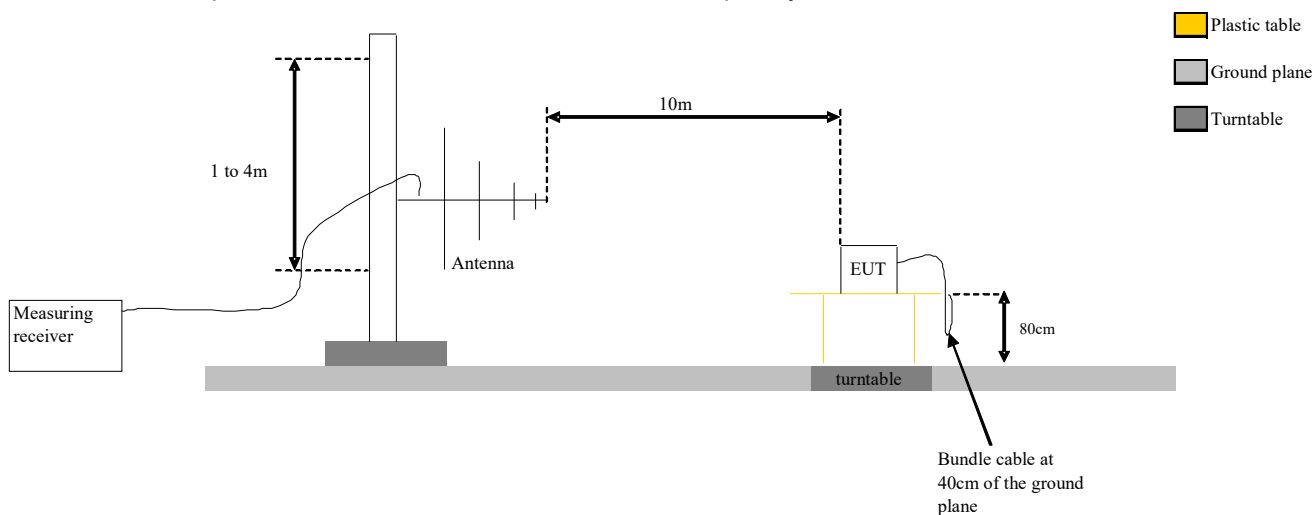 Plastic table
Ground plane
Turntable
10m
1 to 4m
Antenna
EUT
Measuring
receiver
80cm
turntable
Bundle cable at
40cm of the ground
plane